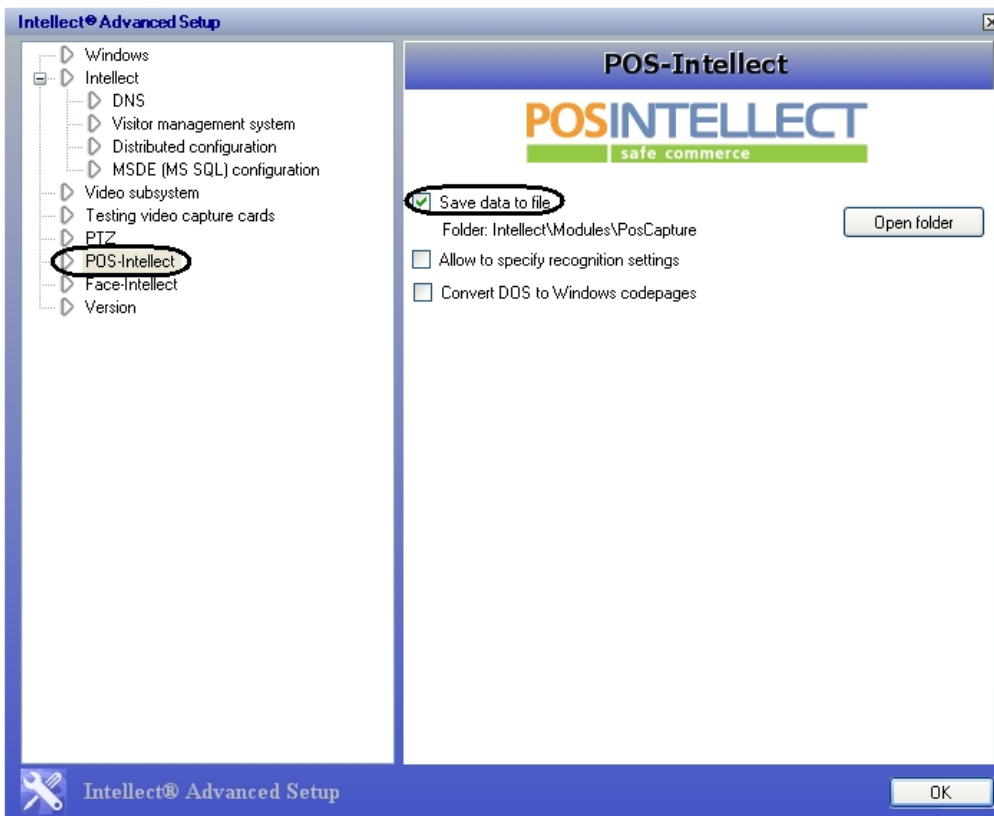 Intellect® Advanced Setup
Windows
Intellect
DNS
Visitor management system
Distributed configuration
MSDE (MS SQL) configuration
Video subsystem
Testing video capture cards
PTZ
POS-Intellect
Face-Intellect
Version
POS-Intellect
POSINTELLECT
safe commerce
Save data to file
Folder: Intellect\Modules\PosCapture
Open folder
Allow to specify recognition settings
Convert DOS to Windows codepages
Intellect® Advanced Setup
OK